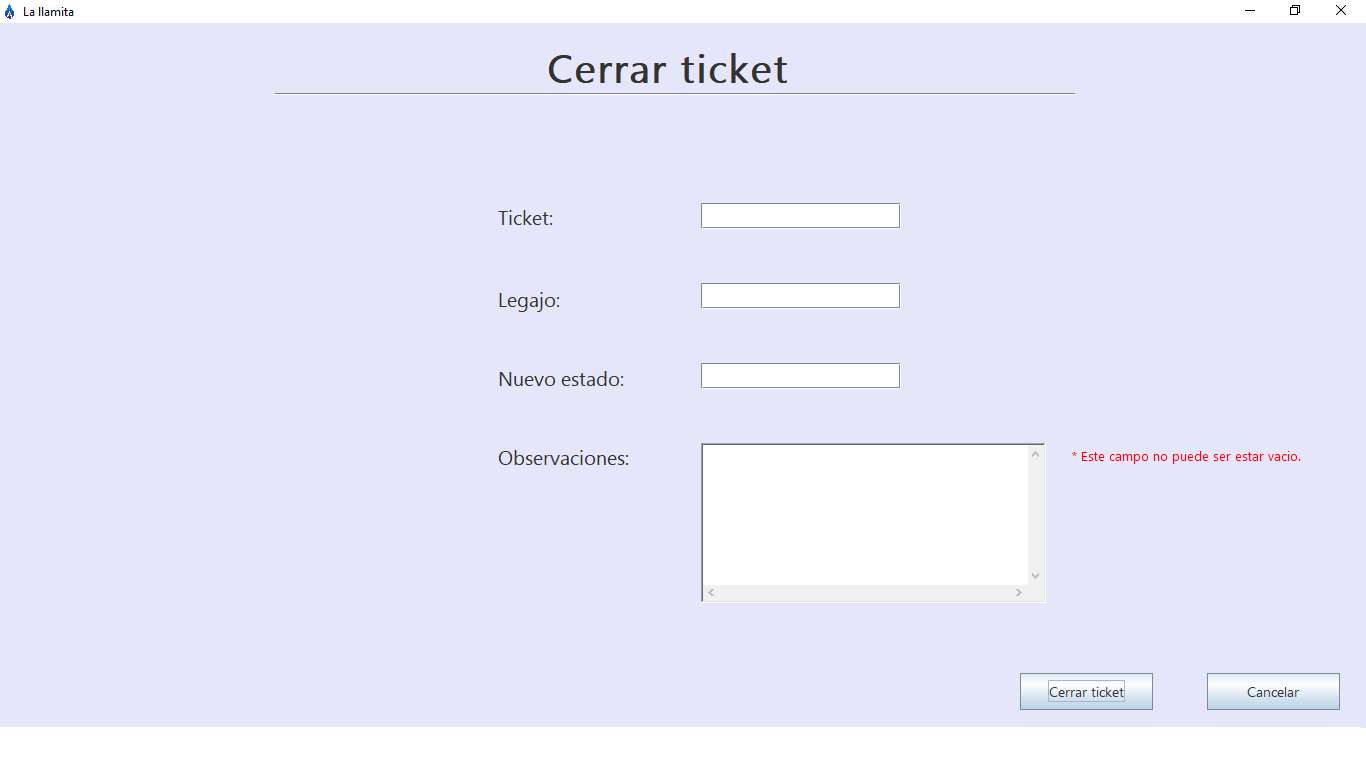 La llamita
Cerrar ticket
Ticket:
Legajo:
Nuevo estado:
Observaciones:
* Este campo no puede ser estar vacio.
Cerrar ticket
Cancelar